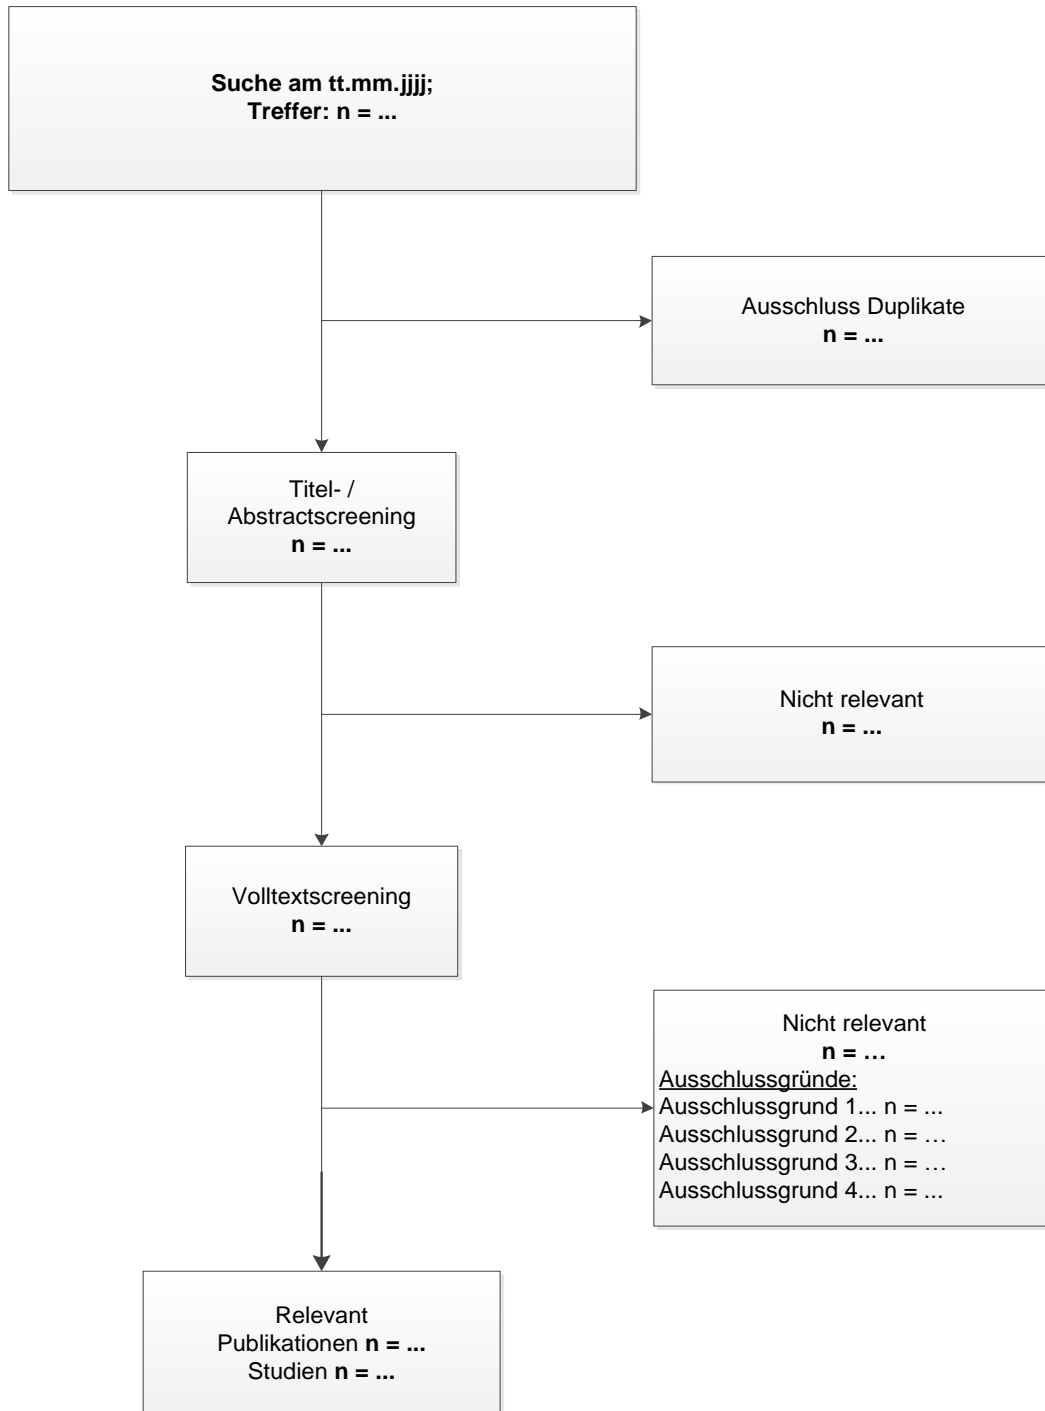 Suche am tt.mm.jjjj;
Treffer: n = ...
Ausschluss Duplikate
n = ...
Titel- /
Abstractscreening
n = ...
Nicht relevant
n = ...
Volltextscreening
n = ...
Nicht relevant
n = …
Ausschlussgründe:
Ausschlussgrund 1... n = ...
Ausschlussgrund 2... n = …
Ausschlussgrund 3... n = …
Ausschlussgrund 4... n = ...
Relevant
Publikationen n = ...
Studien n = ...